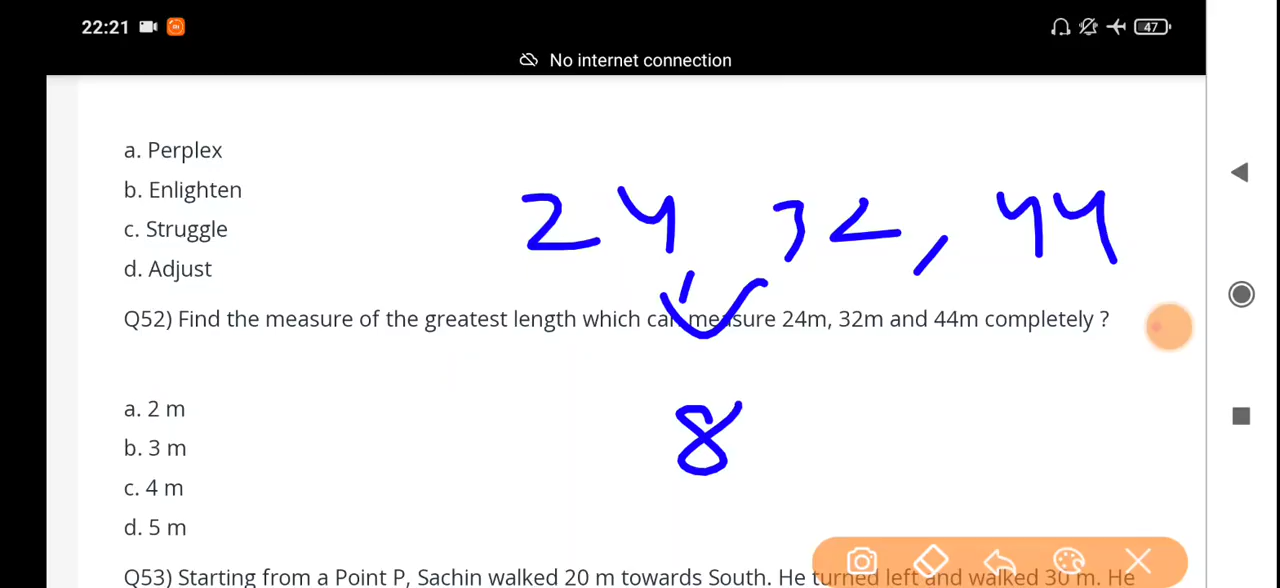 22:21
47
No internet connection
a. Perplex
b. Enlighten
c. Struggle
d. Adjust
24 32, 44
Q52) Find the measure of the greatest length which can measure 24m, 32m and 44m completely ?
8
a. 2 m
b. 3 m
c. 4 m
d. 5 m
Q53) Starting from a Point P, Sachin walked 20 m towards South. He turned left and walked 30 m. He